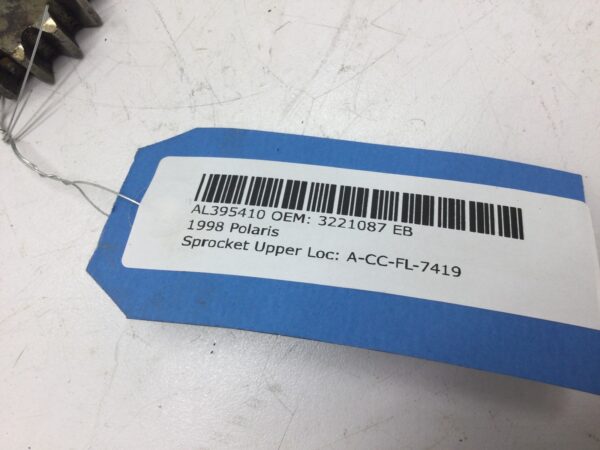 AL395410 OEM: 3221087 EB
1998 Polaris
Sprocket Upper Loc: A-CC-FL-7419